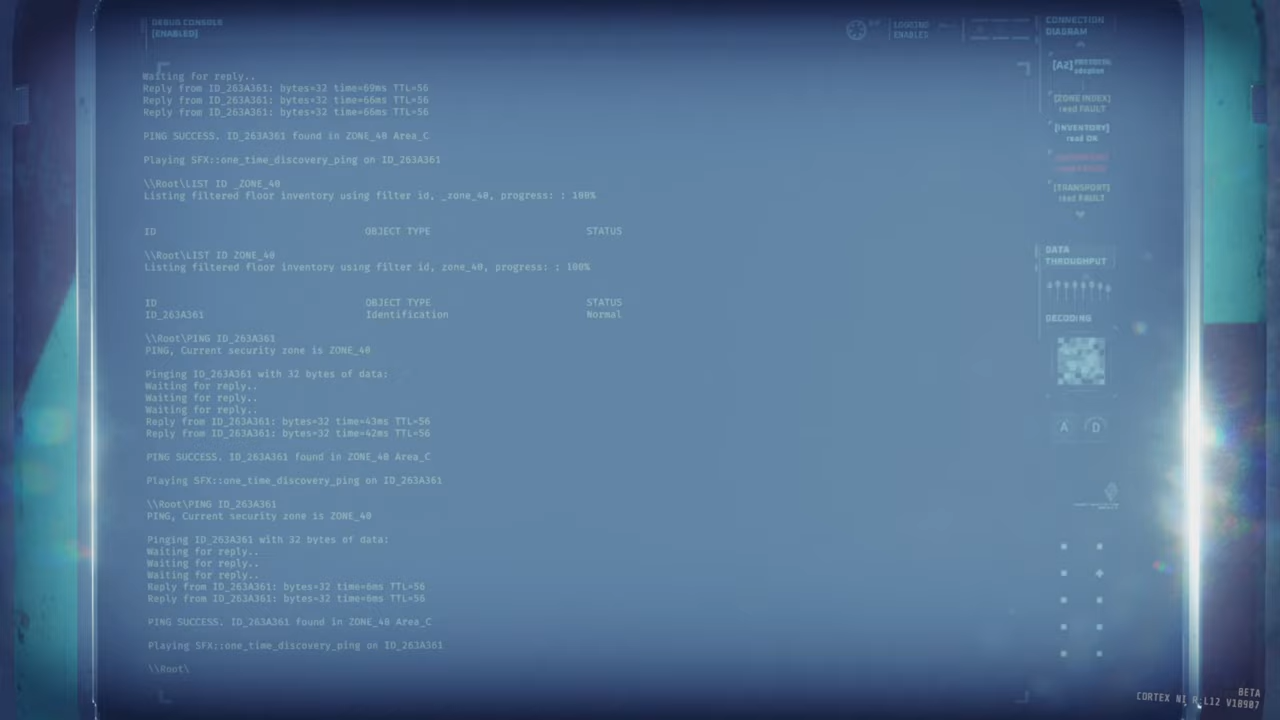 DEBUG CONSOLE
[ENABLED]
LOGGING
ENABLED
CONNECTION
DIAGRAM
[A2] PROTOCOL
adaption
[ZONE INDEX]
read FAULT
[INVENTORY]
read OK
[TRANSPORT]
read FAULT
DATA
THROUGHPUT
DECODING
A D
Waiting for reply..
Reply from ID_263A361: bytes=32 time=69ms TTL=56
Reply from ID_263A361: bytes=32 time=66ms TTL=56
Reply from ID_263A361: bytes=32 time=66ms TTL=56
PING SUCCESS. ID_263A361 found in ZONE_40 Area_C
Playing SFX::one_time_discovery_ping on ID_263A361
\\Root\LIST ID _ZONE_40
Listing filtered floor inventory using filter id, _zone_40, progress: : 100%
ID OBJECT TYPE STATUS
\\Root\LIST ID ZONE_40
Listing filtered floor inventory using filter id, zone_40, progress: : 100%
ID OBJECT TYPE STATUS
ID_263A361 Identification Normal
\\Root\PING ID_263A361
PING, Current security zone is ZONE_40
Pinging ID_263A361 with 32 bytes of data:
Waiting for reply..
Waiting for reply..
Waiting for reply..
Reply from ID_263A361: bytes=32 time=43ms TTL=56
Reply from ID_263A361: bytes=32 time=42ms TTL=56
PING SUCCESS. ID_263A361 found in ZONE_40 Area_C
Playing SFX::one_time_discovery_ping on ID_263A361
\\Root\PING ID_263A361
PING, Current security zone is ZONE_40
Pinging ID_263A361 with 32 bytes of data:
Waiting for reply..
Waiting for reply..
Waiting for reply..
Reply from ID_263A361: bytes=32 time=6ms TTL=56
Reply from ID_263A361: bytes=32 time=6ms TTL=56
PING SUCCESS. ID_263A361 found in ZONE_40 Area_C
Playing SFX::one_time_discovery_ping on ID_263A361
\\Root\
BETA
CORTEX NI R:L12 V18907